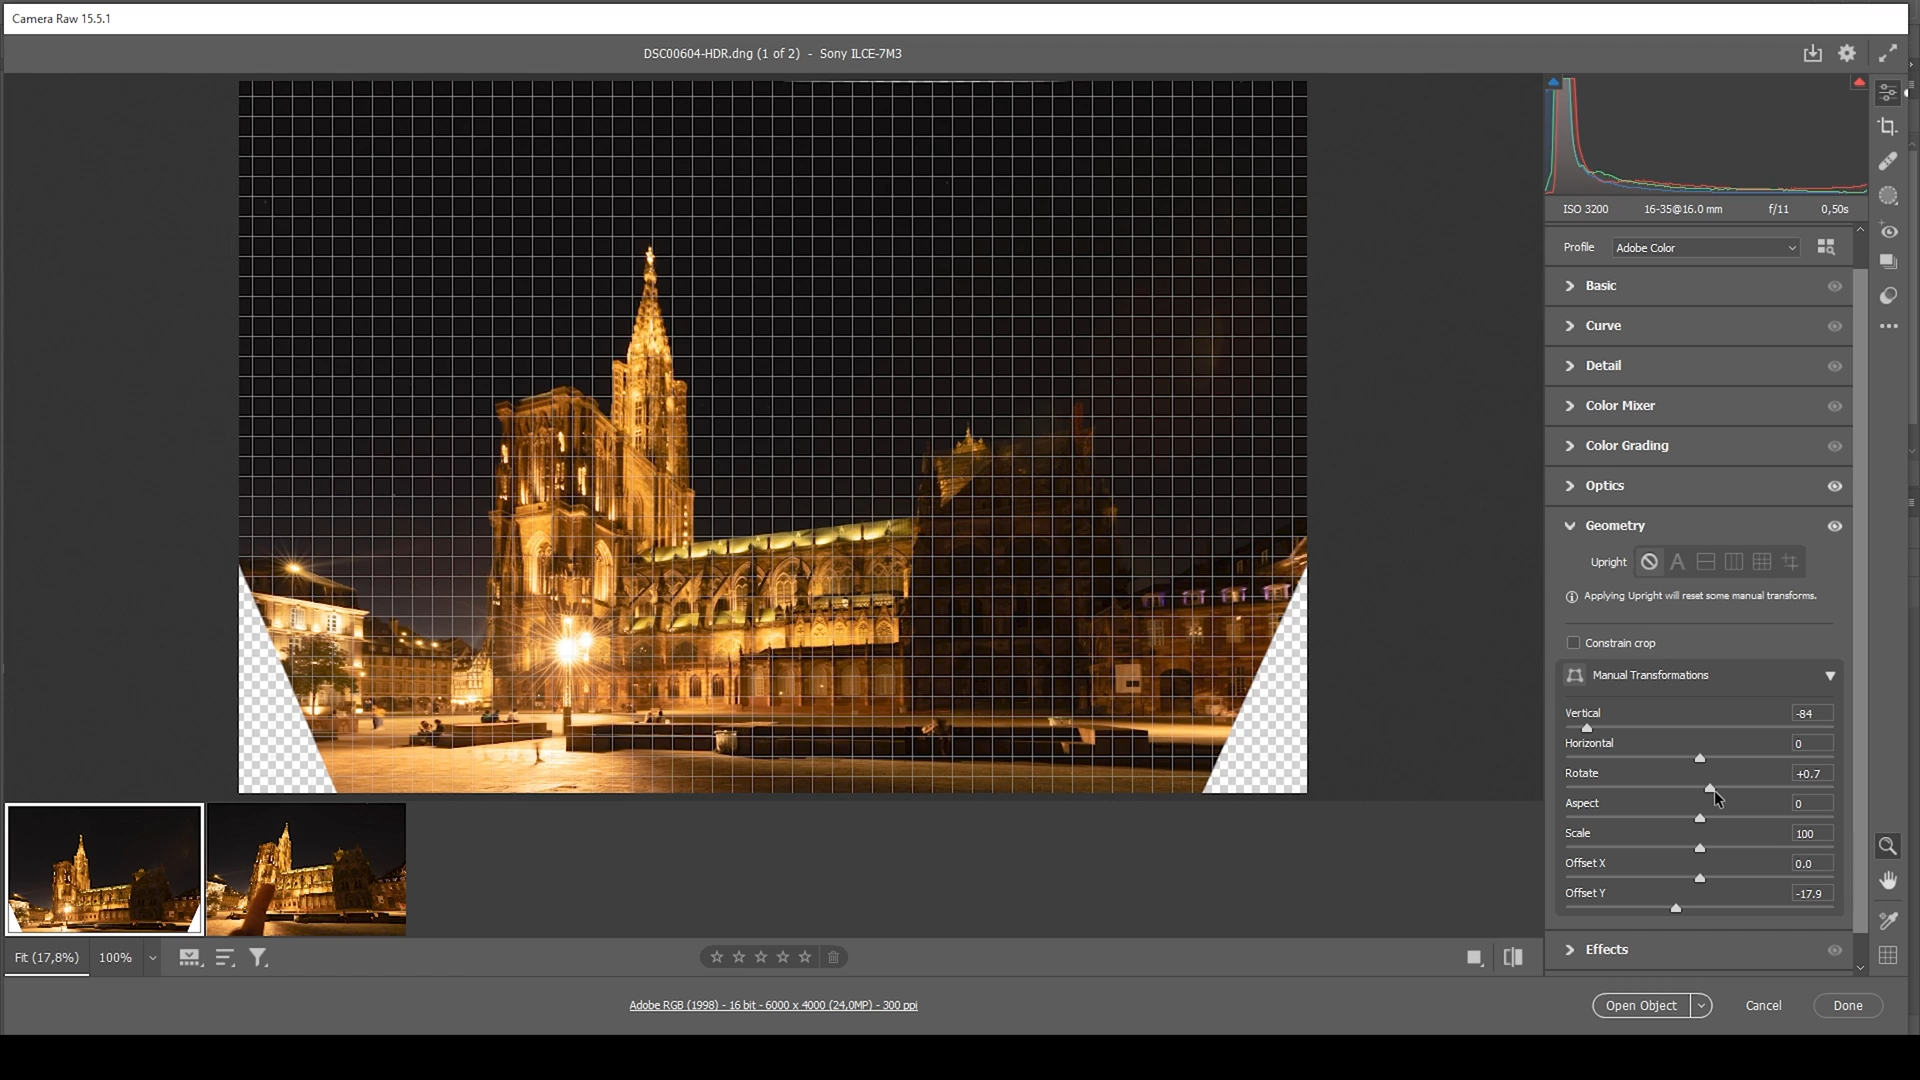 Camera Raw 15.5.1
DSC00604-HDR.dng (1 of 2) - Sony ILCE-7M3
ISO 3200 16-35@16.0 mm f/11 0,50s
Profile Adobe Color
Basic
Curve
Detail
Color Mixer
Color Grading
Optics
Geometry
Upright A
Applying Upright will reset some manual transforms.
Constrain crop
Manual Transformations
Vertical -84
Horizontal 0
Rotate +0.7
Aspect 0
Scale 100
Offset X 0.0
Offset Y -17.9
Effects
Fit (17,8%) 100%
Adobe RGB (1998) - 16 bit - 6000 x 4000 (24,0MP) - 300 ppi
Open Object Cancel Done